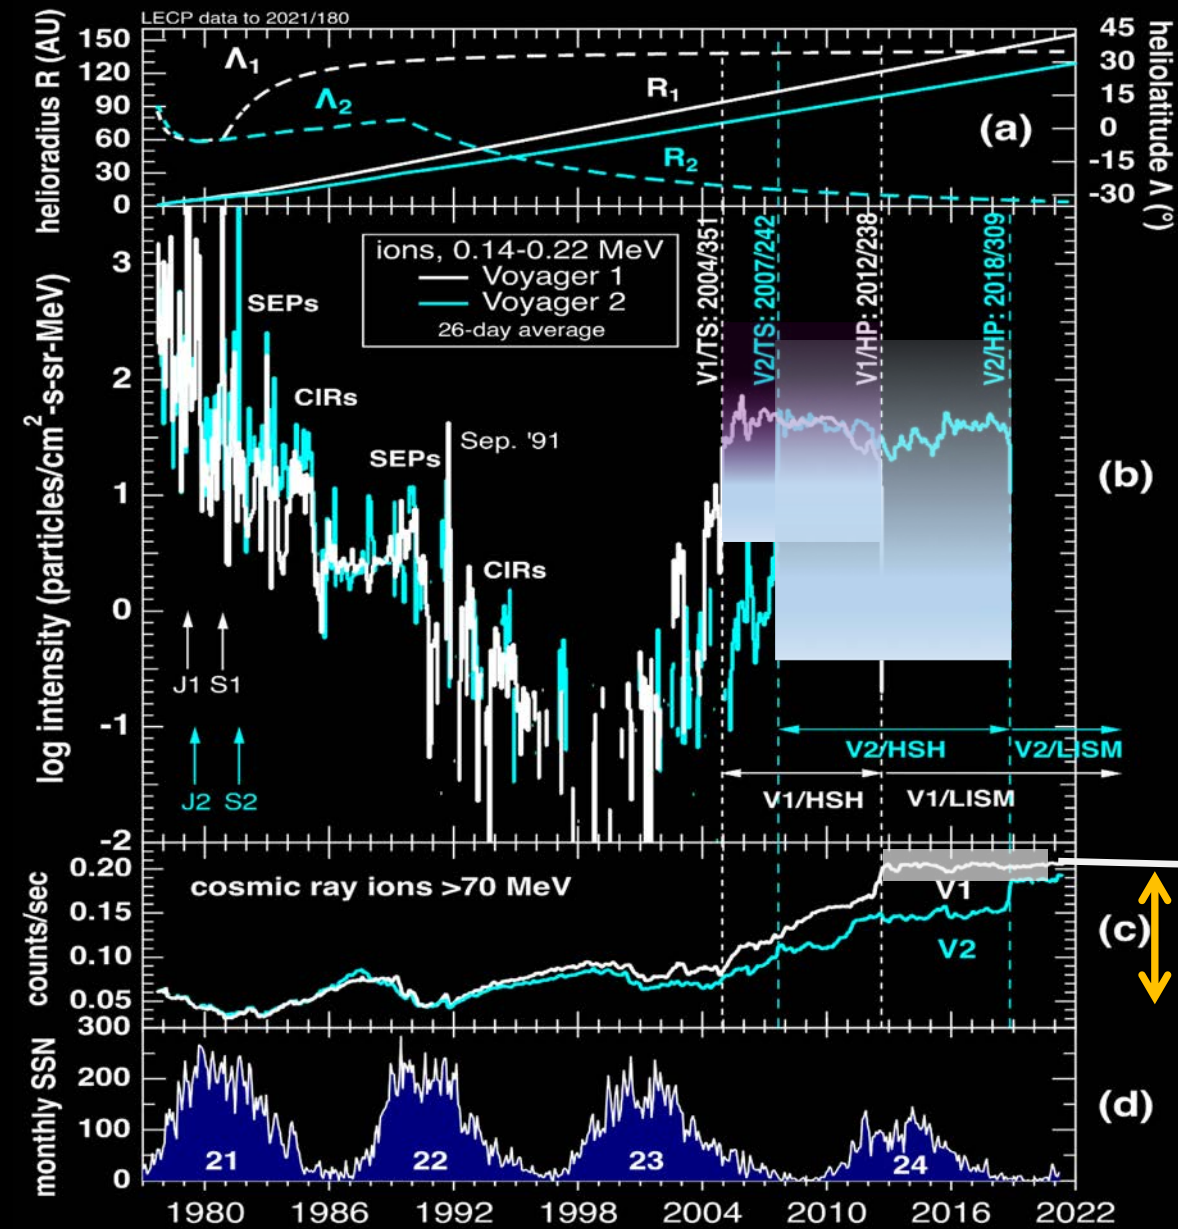 LECP data to 2021/180
helioradius R (AU)
150
120
90
60
30
0
Λ1
Λ2
R1
R2
(a)
45
30
15
0
-15
-30
heliolatitude Λ (°)
log intensity (particles/cm2-s-sr-MeV)
3
2
1
0
-1
-2
ions, 0.14-0.22 MeV
Voyager 1
Voyager 2
26-day average
SEPs
CIRs
SEPs
Sep. '91
CIRs
V1/TS: 2004/351
V2/TS: 2007/242
V1/HP: 2012/238
V2/HP: 2018/309
(b)
J1 S1
J2 S2
V2/HSH
V2/LISM
V1/HSH
V1/LISM
counts/sec
0.20
0.15
0.10
0.05
cosmic ray ions >70 MeV
V1
V2
(c)
monthly SSN
300
200
100
0
21
22
23
24
(d)
1980 1986 1992 1998 2004 2010 2016 2022